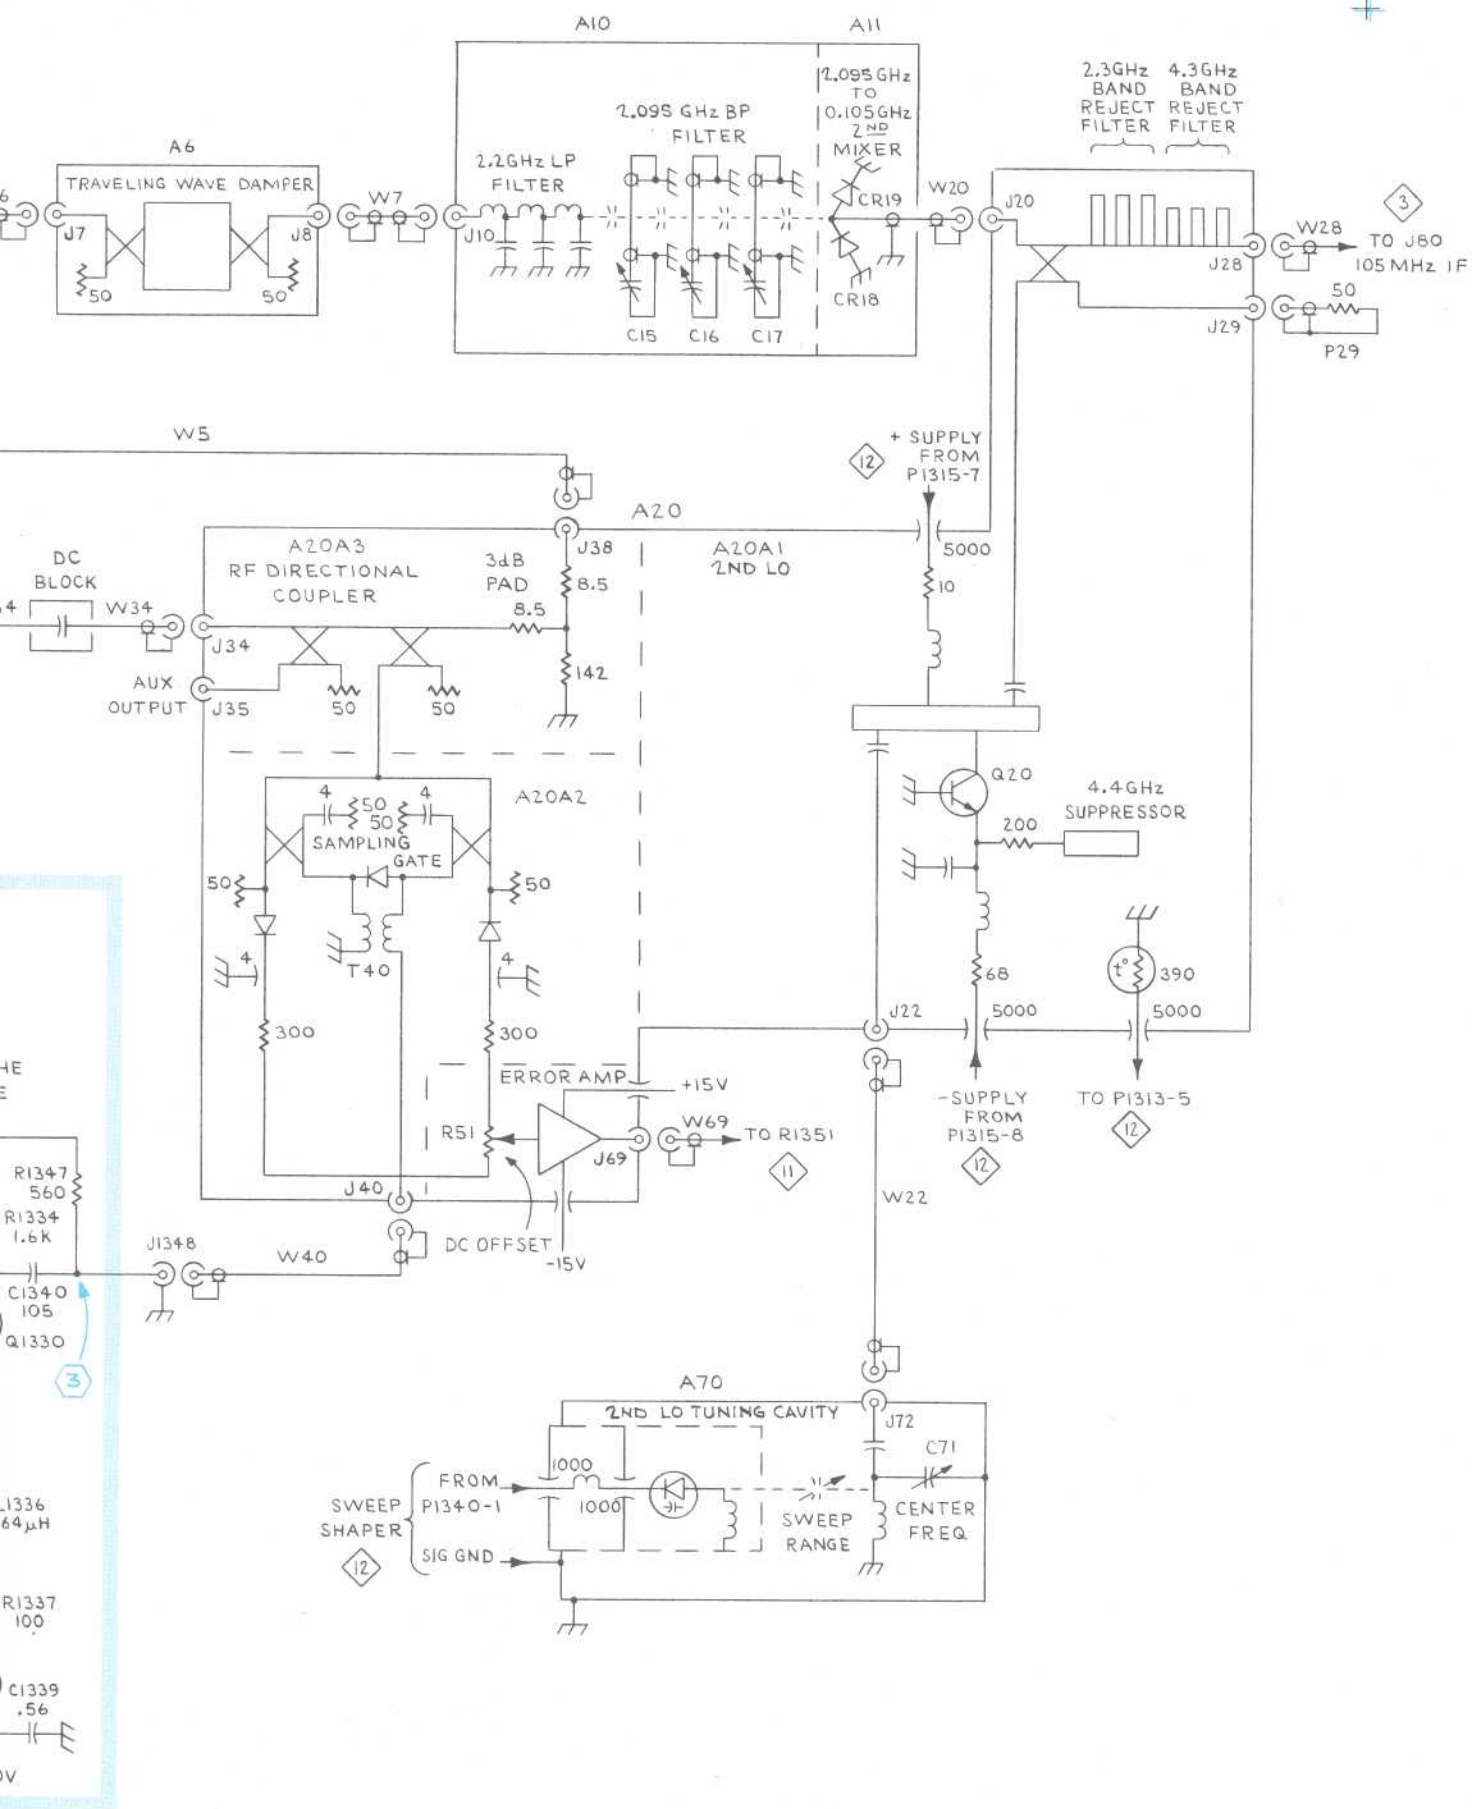 A10
A11
2.3GHz
BAND
REJECT
FILTER
4.3GHz
BAND
REJECT
FILTER
2.095 GHz
TO
0.105GHz
2ND
MIXER
2.095 GHz BP
FILTER
2.2GHz LP
FILTER
A6
TRAVELING WAVE DAMPER
6
J7
J8
50
50
W7
J10
C15
C16
C17
CR19
CR18
W20
J20
J28
J29
W28
3
TO J80
105MHz IF
50
P29
W5
12
+ SUPPLY
FROM
P1315-7
A20
J38
A20A3
RF DIRECTIONAL
COUPLER
3dB
PAD
8.5
8.5
142
A20A1
2ND LO
5000
10
DC
BLOCK
4
W34
J34
AUX
OUTPUT
J35
50
50
A20A2
4
50
50
4
SAMPLING
GATE
50
50
4
T40
4
300
300
Q20
4.4GHz
SUPPRESSOR
200
68
t°
390
J22
5000
5000
ERROR AMP
+15V
R51
J69
W69
TO R1351
11
-SUPPLY
FROM
P1315-8
12
TO P1313-5
12
J40
DC OFFSET
-15V
W22
HE
E
R1347
560
R1334
1.6K
J1348
W40
C1340
105
Q1330
3
A70
2ND LO TUNING CAVITY
J72
C71
1000
1000
SWEEP
SHAPER
12
FROM
P1340-1
SIG GND
SWEEP
RANGE
CENTER
FREQ
L1336
64µH
R1337
100
C1339
.56
0V